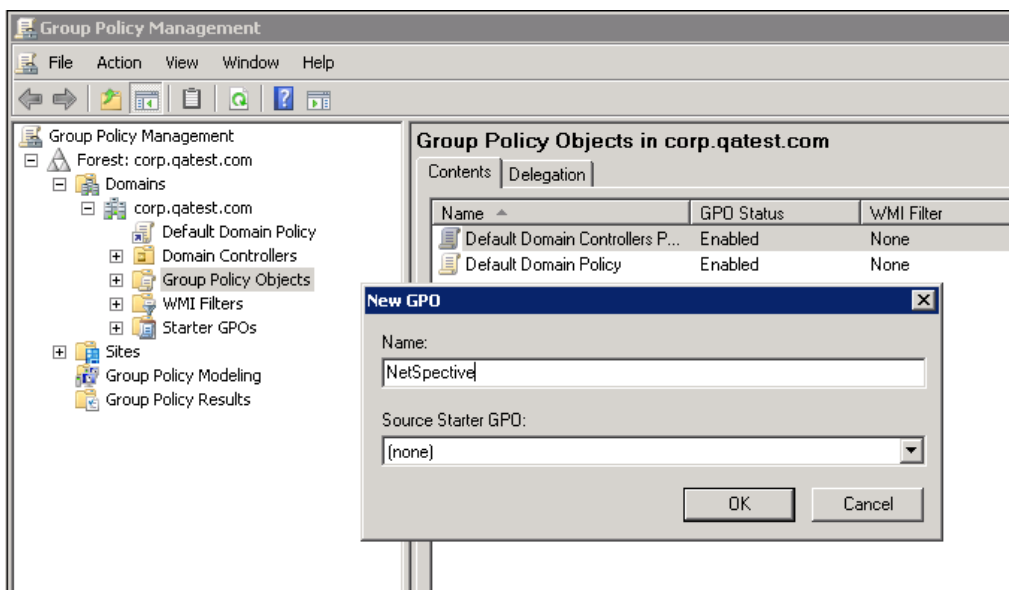 Group Policy Management
File Action View Window Help
Group Policy Management
Forest: corp.qatest.com
Domains
corp.qatest.com
Default Domain Policy
Domain Controllers
Group Policy Objects
WMI Filters
Starter GPOs
Sites
Group Policy Modeling
Group Policy Results
Group Policy Objects in corp.qatest.com
Contents Delegation
Name GPO Status WMI Filter
Default Domain Controllers P... Enabled None
Default Domain Policy Enabled None
New GPO
Name:
NetSpective
Source Starter GPO:
(none)
OK Cancel